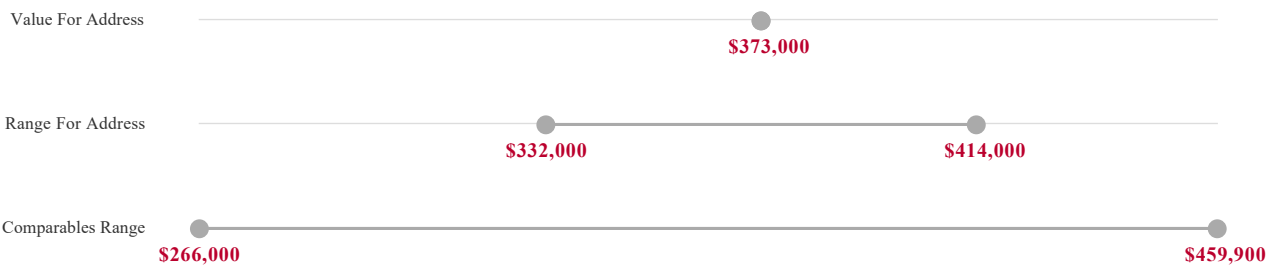 Value For Address
$373,000
Range For Address
$332,000 $414,000
Comparables Range
$266,000 $459,900